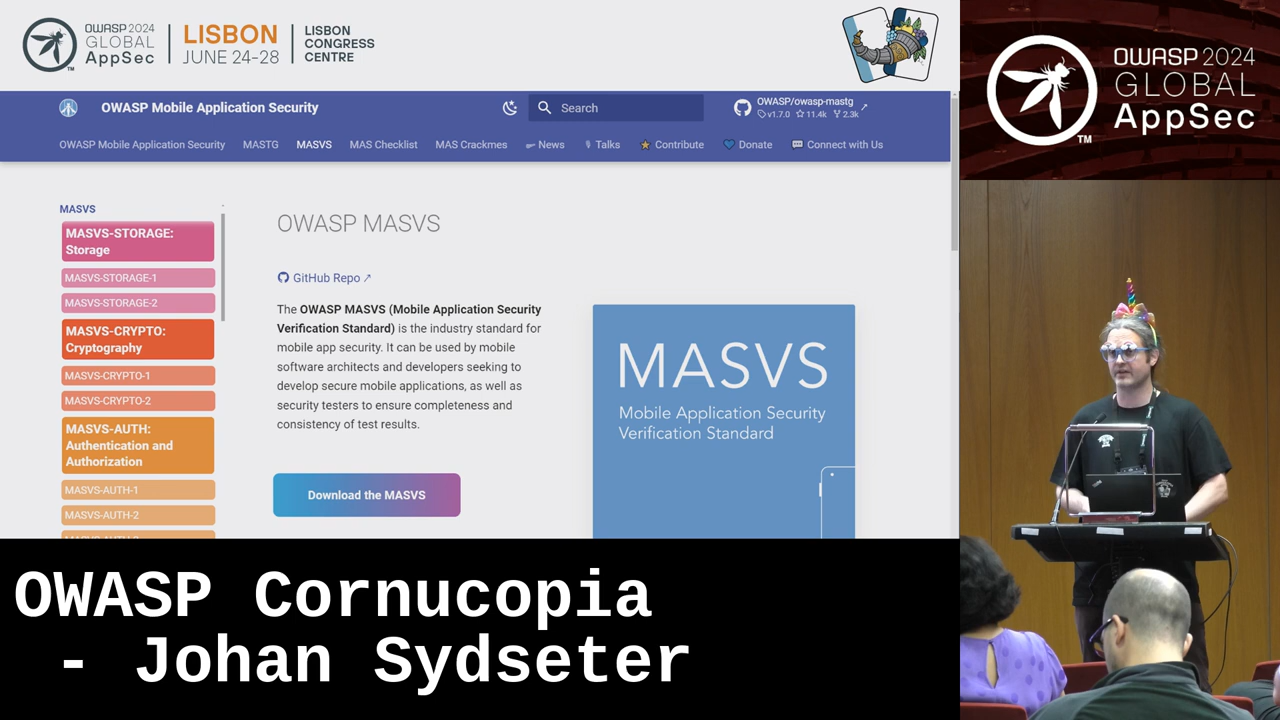 OWASP 2024
GLOBAL
AppSec
TM
LISBON
JUNE 24-28
LISBON
CONGRESS
CENTRE
OWASP 2024
GLOBAL
AppSec
TM
OWASP Mobile Application Security
Search
OWASP/owasp-mastg
v1.7.0 11.4k 2.3k
OWASP Mobile Application Security MASTG MASVS MAS Checklist MAS Crackmes News Talks Contribute Donate Connect with Us
MASVS
MASVS-STORAGE:
Storage
MASVS-STORAGE-1
MASVS-STORAGE-2
MASVS-CRYPTO:
Cryptography
MASVS-CRYPTO-1
MASVS-CRYPTO-2
MASVS-AUTH:
Authentication and
Authorization
MASVS-AUTH-1
MASVS-AUTH-2
OWASP MASVS
GitHub Repo
The OWASP MASVS (Mobile Application Security
Verification Standard) is the industry standard for
mobile app security. It can be used by mobile
software architects and developers seeking to
develop secure mobile applications, as well as
security testers to ensure completeness and
consistency of test results.
Download the MASVS
MASVS
Mobile Application Security
Verification Standard
OWASP Cornucopia
- Johan Sydseter